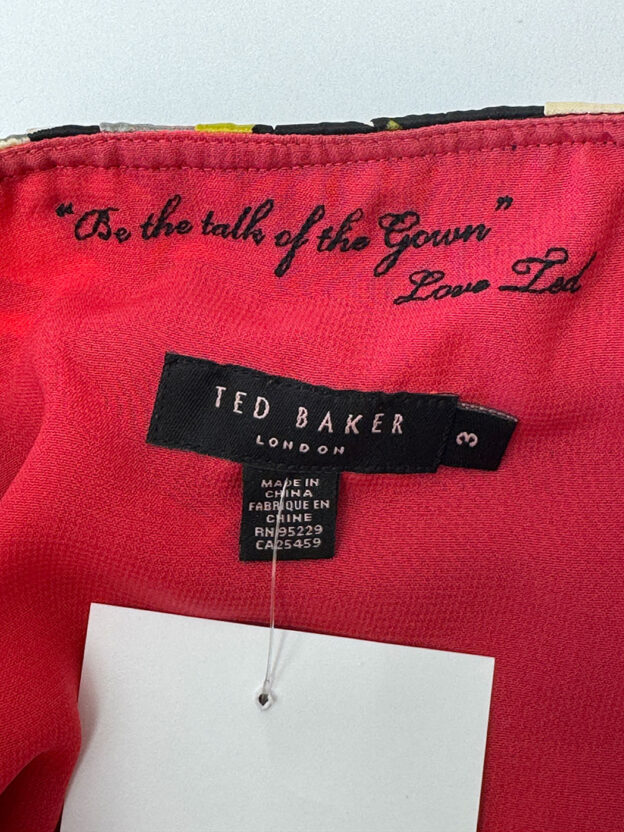 “Be the talk of the Gown”
Love Ted
TED BAKER
LONDON
3
MADE IN
CHINA
FABRIQUE EN
CHINE
RN 95229
CA25459